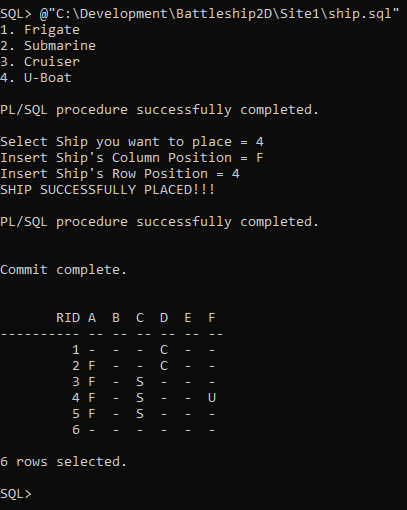 SQL> @"C:\Development\Battleship2D\Site1\ship.sql"
1. Frigate
2. Submarine
3. Cruiser
4. U-Boat
PL/SQL procedure successfully completed.
Select Ship you want to place = 4
Insert Ship's Column Position = F
Insert Ship's Row Position = 4
SHIP SUCCESSFULLY PLACED!!!
PL/SQL procedure successfully completed.
Commit complete.
RID A  B  C  D  E  F
---------- -- -- -- -- -- --
1 -  -  -  C  -  -
2 F  -  -  C  -  -
3 F  -  S  -  -  -
4 F  -  S  -  -  U
5 F  -  S  -  -  -
6 -  -  -  -  -  -
6 rows selected.
SQL>